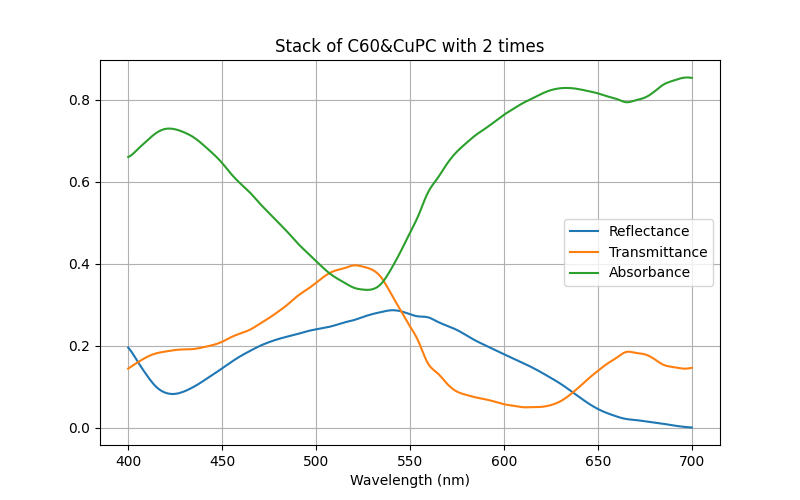 Stack of C60&CuPC with 2 times
0.8
0.6
0.4
0.2
0.0
Reflectance
Transmittance
Absorbance
400 450 500 550 600 650 700
Wavelength (nm)